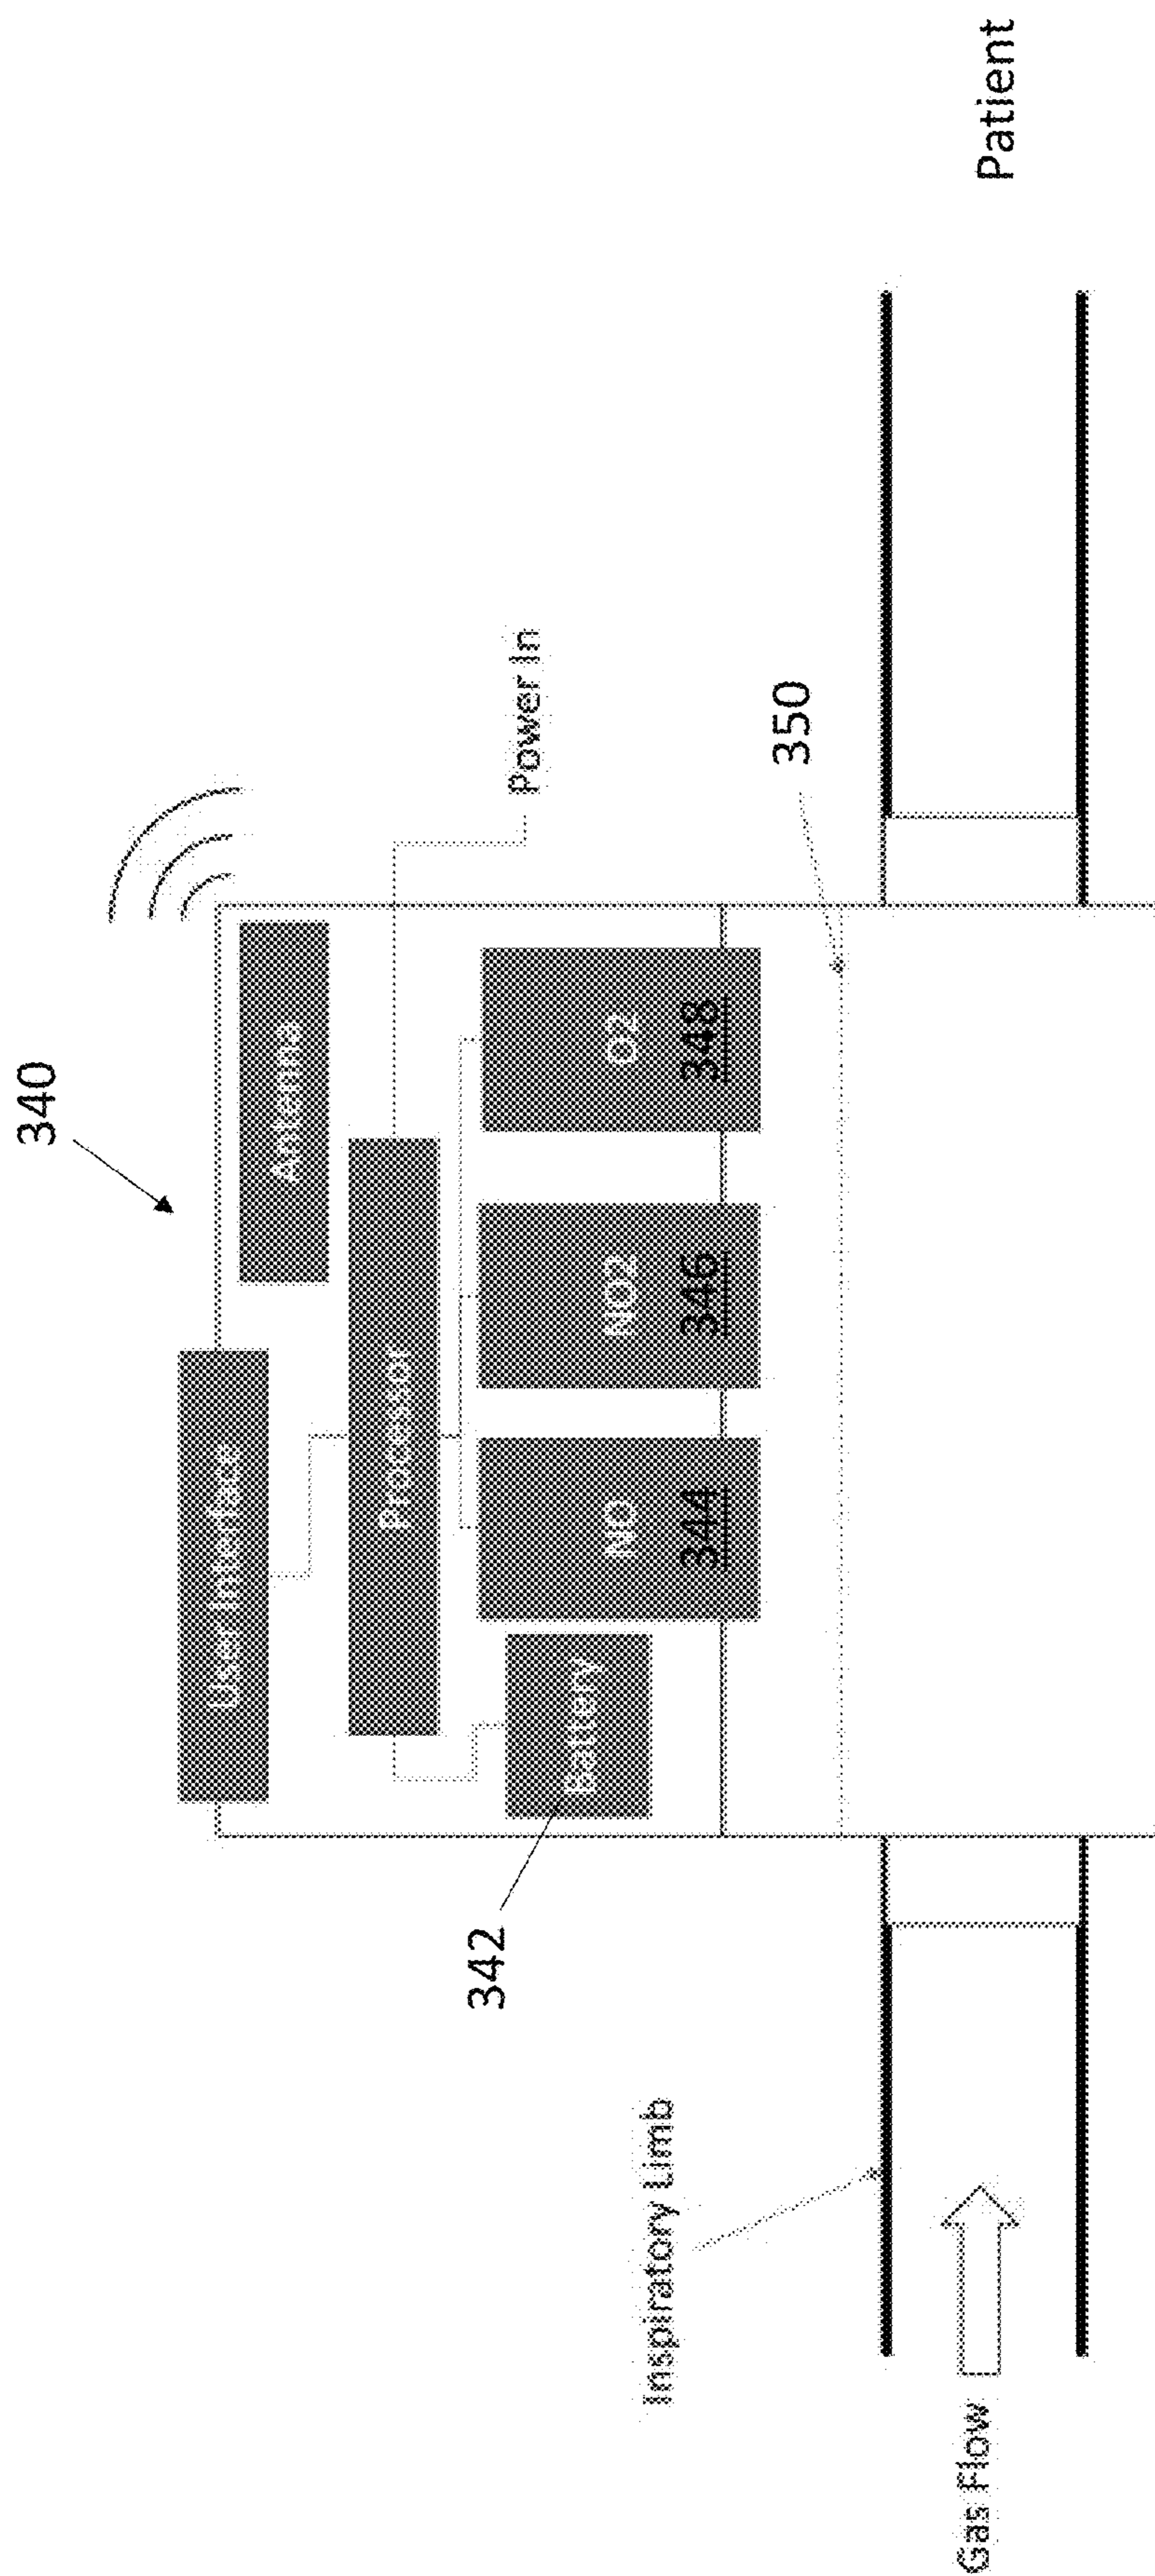 340
User Interface
Antenna
Processor
Power In
342
Battery
NO
344
NO2
346
O2
348
350
Inspiratory Limb
Gas Flow
Patient